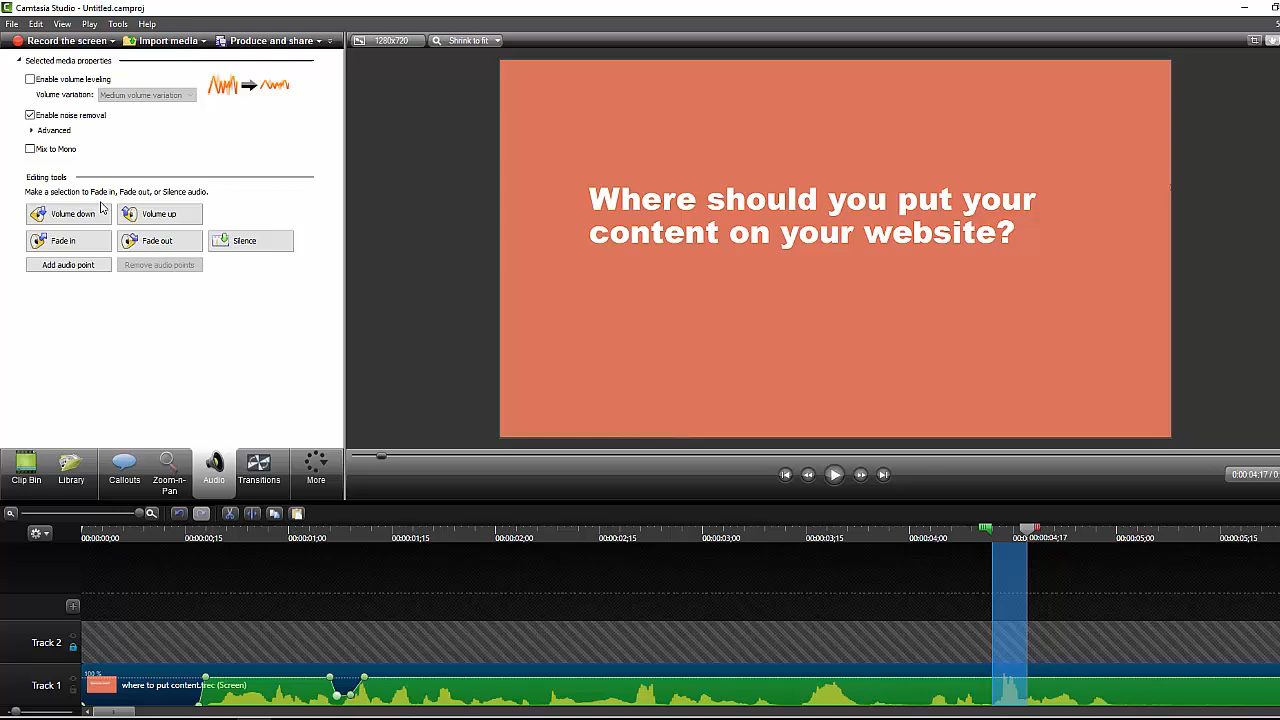 Camtasia Studio - Untitled.camproj
File Edit View Play Tools Help
Record the screen Import media Produce and share
1280x720 Shrink to fit
Selected media properties
Enable volume leveling
Volume variation: Medium volume variation
Enable noise removal
Advanced
Mix to Mono
Editing tools
Make a selection to Fade in, Fade out, or Silence audio.
Volume down Volume up
Fade in Fade out Silence
Add audio point Remove audio points
Where should you put your
content on your website?
Clip Bin Library Callouts Zoom-n-Pan Audio Transitions More
0:00:04;17 / 0:
00:00:00;00 00:00:00;15 00:00:01;00 00:00:01;15 00:00:02;00 00:00:02;15 00:00:03;00 00:00:03;15 00:00:04;00 00:00:04;17 00:00:05;00 00:00:05;15
Track 2
100 %
Track 1 where to put content.trec (Screen)